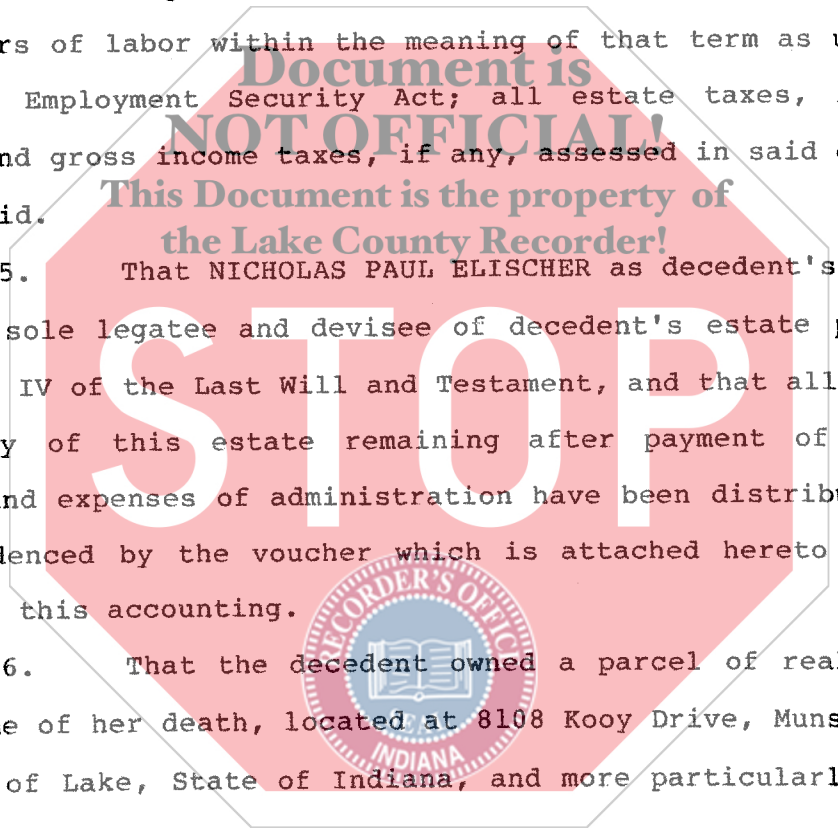 rs of labor within the meaning of that term as
Document is
Employment Security Act; all estate taxes,
NOT OFFICIAL!
nd gross income taxes, if any, assessed in said
This Document is the property of
id.
the Lake County Recorder!
5. That NICHOLAS PAUL ELISCHER as decedent's
sole legatee and devisee of decedent's estate
STOP
IV of the Last Will and Testament, and that all
y of this estate remaining after payment of
nd expenses of administration have been distrib
denced by the voucher which is attached hereto
this accounting.
RECORDER'S OFFICE
6. That the decedent owned a parcel of real
e of her death, located at 8108 Kooy Drive, Muns
INDIANA
of Lake, State of Indiana, and more particularl